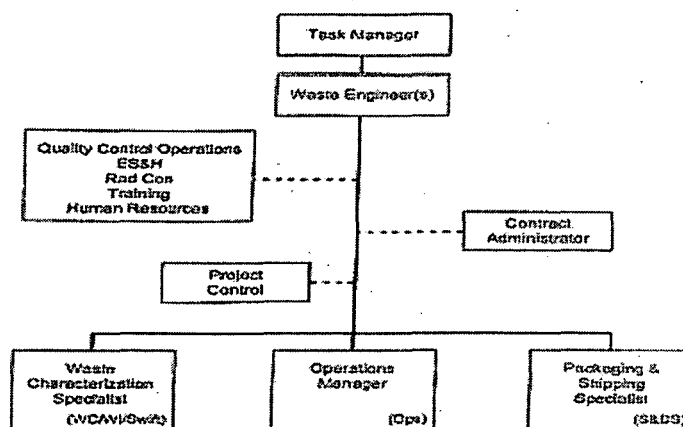 Task Manager
Waste Engineer(s)
Quality Control Operations
ES&H
Rad Con
Training
Human Resources
Contract
Administrator
Project
Control
Waste
Characterization
Specialist
Operations
Manager
(Ops)
Packaging &
Shipping
Specialist